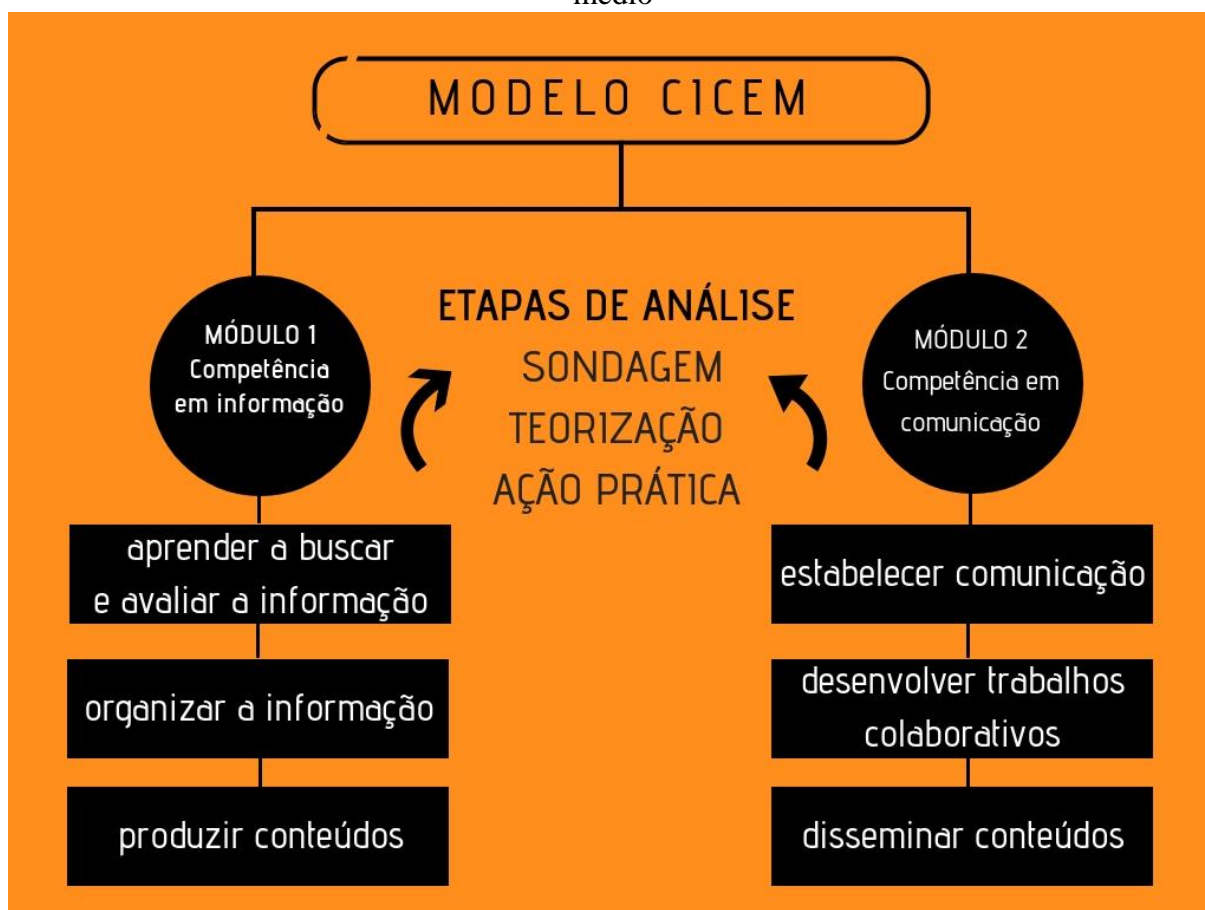 médio
MODELO CICEM
MÓDULO 1
Competência
em informação
ETAPAS DE ANÁLISE
SONDAGEM
TEORIZAÇÃO
AÇÃO PRÁTICA
MÓDULO 2
Competência em
comunicação
aprender a buscar
e avaliar a informação
organizar a informação
produzir conteúdos
estabelecer comunicação
desenvolver trabalhos
colaborativos
disseminar conteúdos